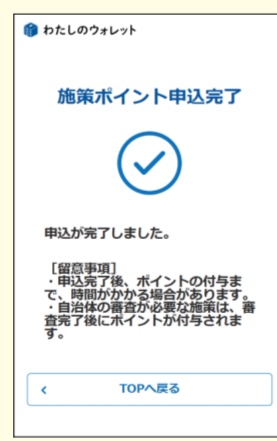 わたしのウォレット
施策ポイント申込完了
申込が完了しました。
［留意事項］
・申込完了後、ポイントの付与ま
で、時間がかかる場合があります。
・自治体の審査が必要な施策は、審
査完了後にポイントが付与されま
す。
TOPへ戻る